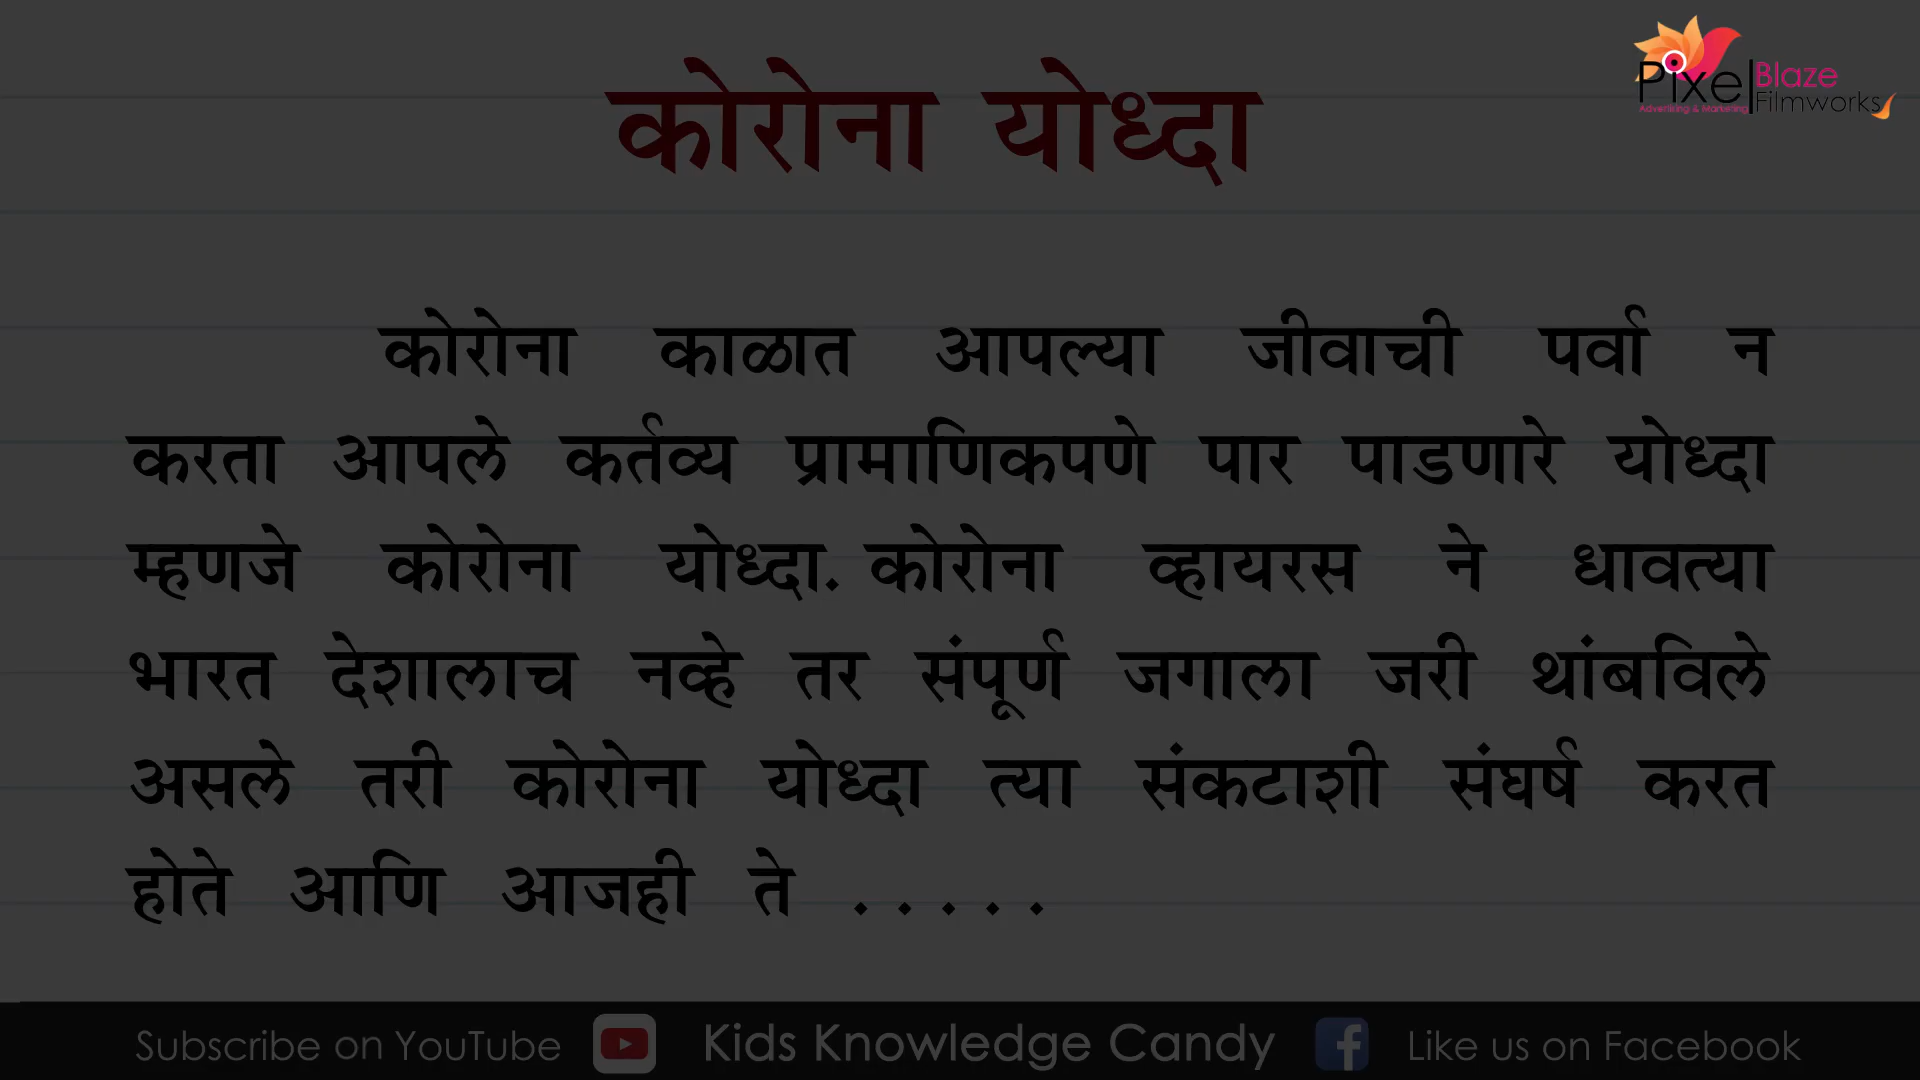 Pixel Blaze Filmworks
Advertising & Marketing
कोरोना योध्दा
कोरोना काळात आपल्या जीवाची पर्वा न
करता आपले कर्तव्य प्रामाणिकपणे पार पाडणारे योध्दा
म्हणजे कोरोना योध्दा. कोरोना व्हायरस ने धावत्या
भारत देशालाच नव्हे तर संपूर्ण जगाला जरी थांबविले
असले तरी कोरोना योध्दा त्या संकटाशी संघर्ष करत
होते आणि आजही ते . . . . .
Subscribe on YouTube Kids Knowledge Candy Like us on Facebook